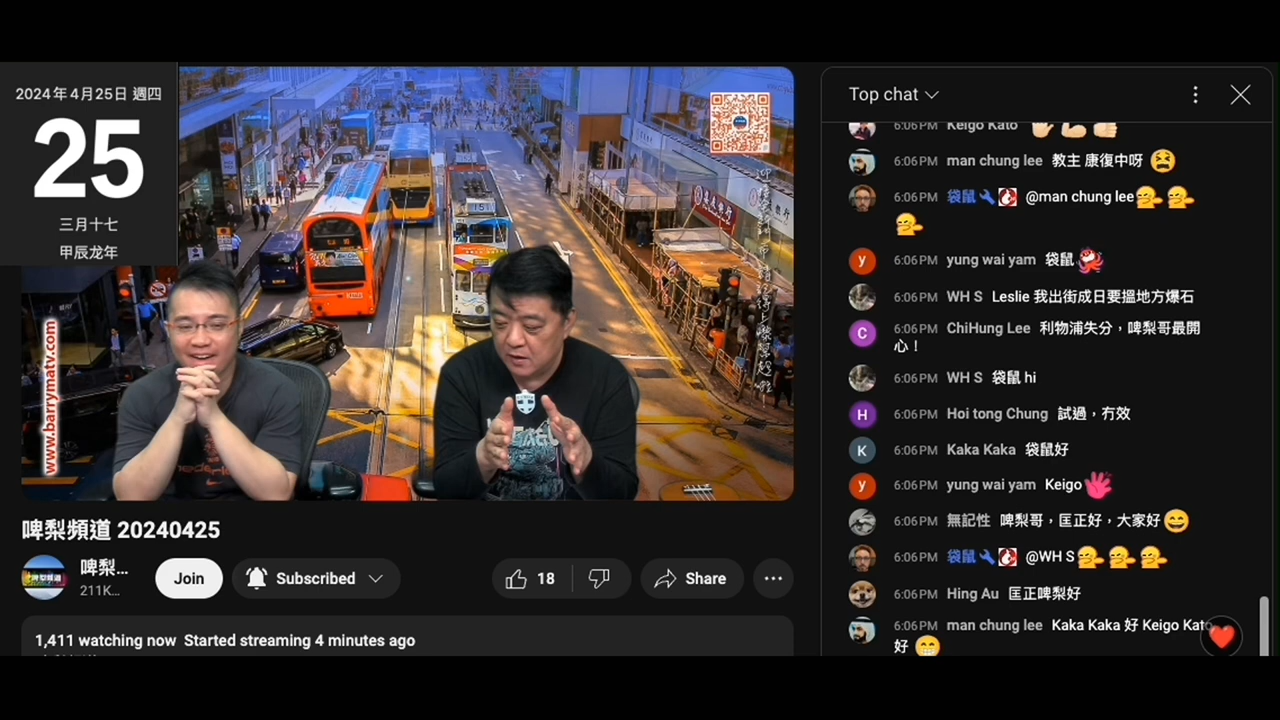 2024年4月25日 週四
25
三月十七
甲辰龙年
www.barrymatv.com
151
啤梨頻道 20240425
啤梨...
211K...
Join
Subscribed
18
Share
1,411 watching now Started streaming 4 minutes ago
Top chat
6:06PM Keigo Kato 🖐🏻💪🏻👍🏻
6:06PM man chung lee 教主 康復中呀 😫
6:06PM 袋鼠 @man chung lee
6:06PM yung wai yam 袋鼠
6:06PM WH S Leslie 我出街成日要搵地方爆石
6:06PM ChiHung Lee 利物浦失分，啤梨哥最開
心！
6:06PM WH S 袋鼠 hi
6:06PM Hoi tong Chung 試過，冇效
6:06PM Kaka Kaka 袋鼠好
6:06PM yung wai yam Keigo
6:06PM 無記性 啤梨哥，匡正好，大家好 😄
6:06PM 袋鼠 @WH S
6:06PM Hing Au 匡正啤梨好
6:06PM man chung lee Kaka Kaka 好 Keigo Kato
好 😁